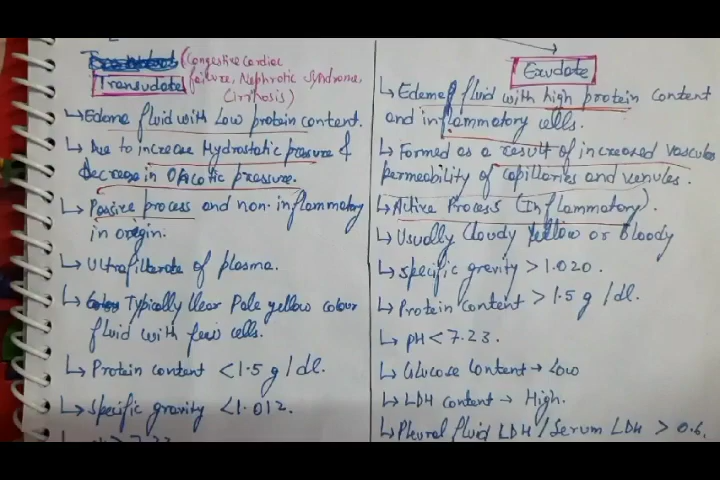 (Congestive Cardiac
Transudate failure, Nephrotic Syndrome,
Cirrhosis)
↳ Edema fluid with Low protein content.
↳ Due to increase Hydrostatic pressure &
decrease in Oncotic pressure.
↳ Passive process and non-inflammatory
in origin.
↳ Ultrafilterate of plasma.
↳ Typically Clear Pale yellow colour
fluid with few cells.
↳ Protein content < 1.5 g/dl.
↳ Specific gravity < 1.012.
Exudate
↳ Edema fluid with high protein content
and inflammatory cells.
↳ Formed as a result of increased vascular
permeability of capillaries and venules.
↳ Active Process (Inflammatory).
↳ Usually Cloudy Yellow or Bloody
↳ Specific gravity > 1.020.
↳ Protein content > 1.5 g/dl.
↳ pH < 7.23.
↳ Glucose Content → Low
↳ LDH content → High.
↳ Pleural fluid LDH / Serum LDH > 0.6.